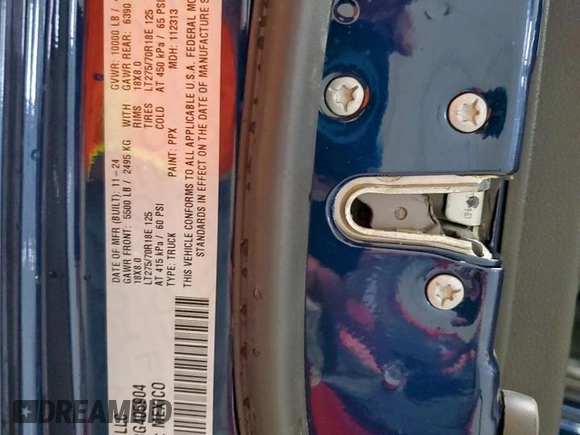 DATE OF MFR (BUILT): 11-24 GVWR: 10000 LB /
GAWR FRONT: 5500 LB / 2495 KG WITH GAWR REAR: 6390
18X8.0 RIMS 18X8.0
LT275/70R18E 125 TIRES LT275/70R18E 125
AT 415 kPa / 60 PSI COLD AT 450 kPa / 65 PSI
TYPE: TRUCK PAINT: PPX MDH: 112313
THIS VEHICLE CONFORMS TO ALL APPLICABLE U.S.A. FEDERAL MO
STANDARDS IN EFFECT ON THE DATE OF MANUFACTURE S
MEXICO
DREAM